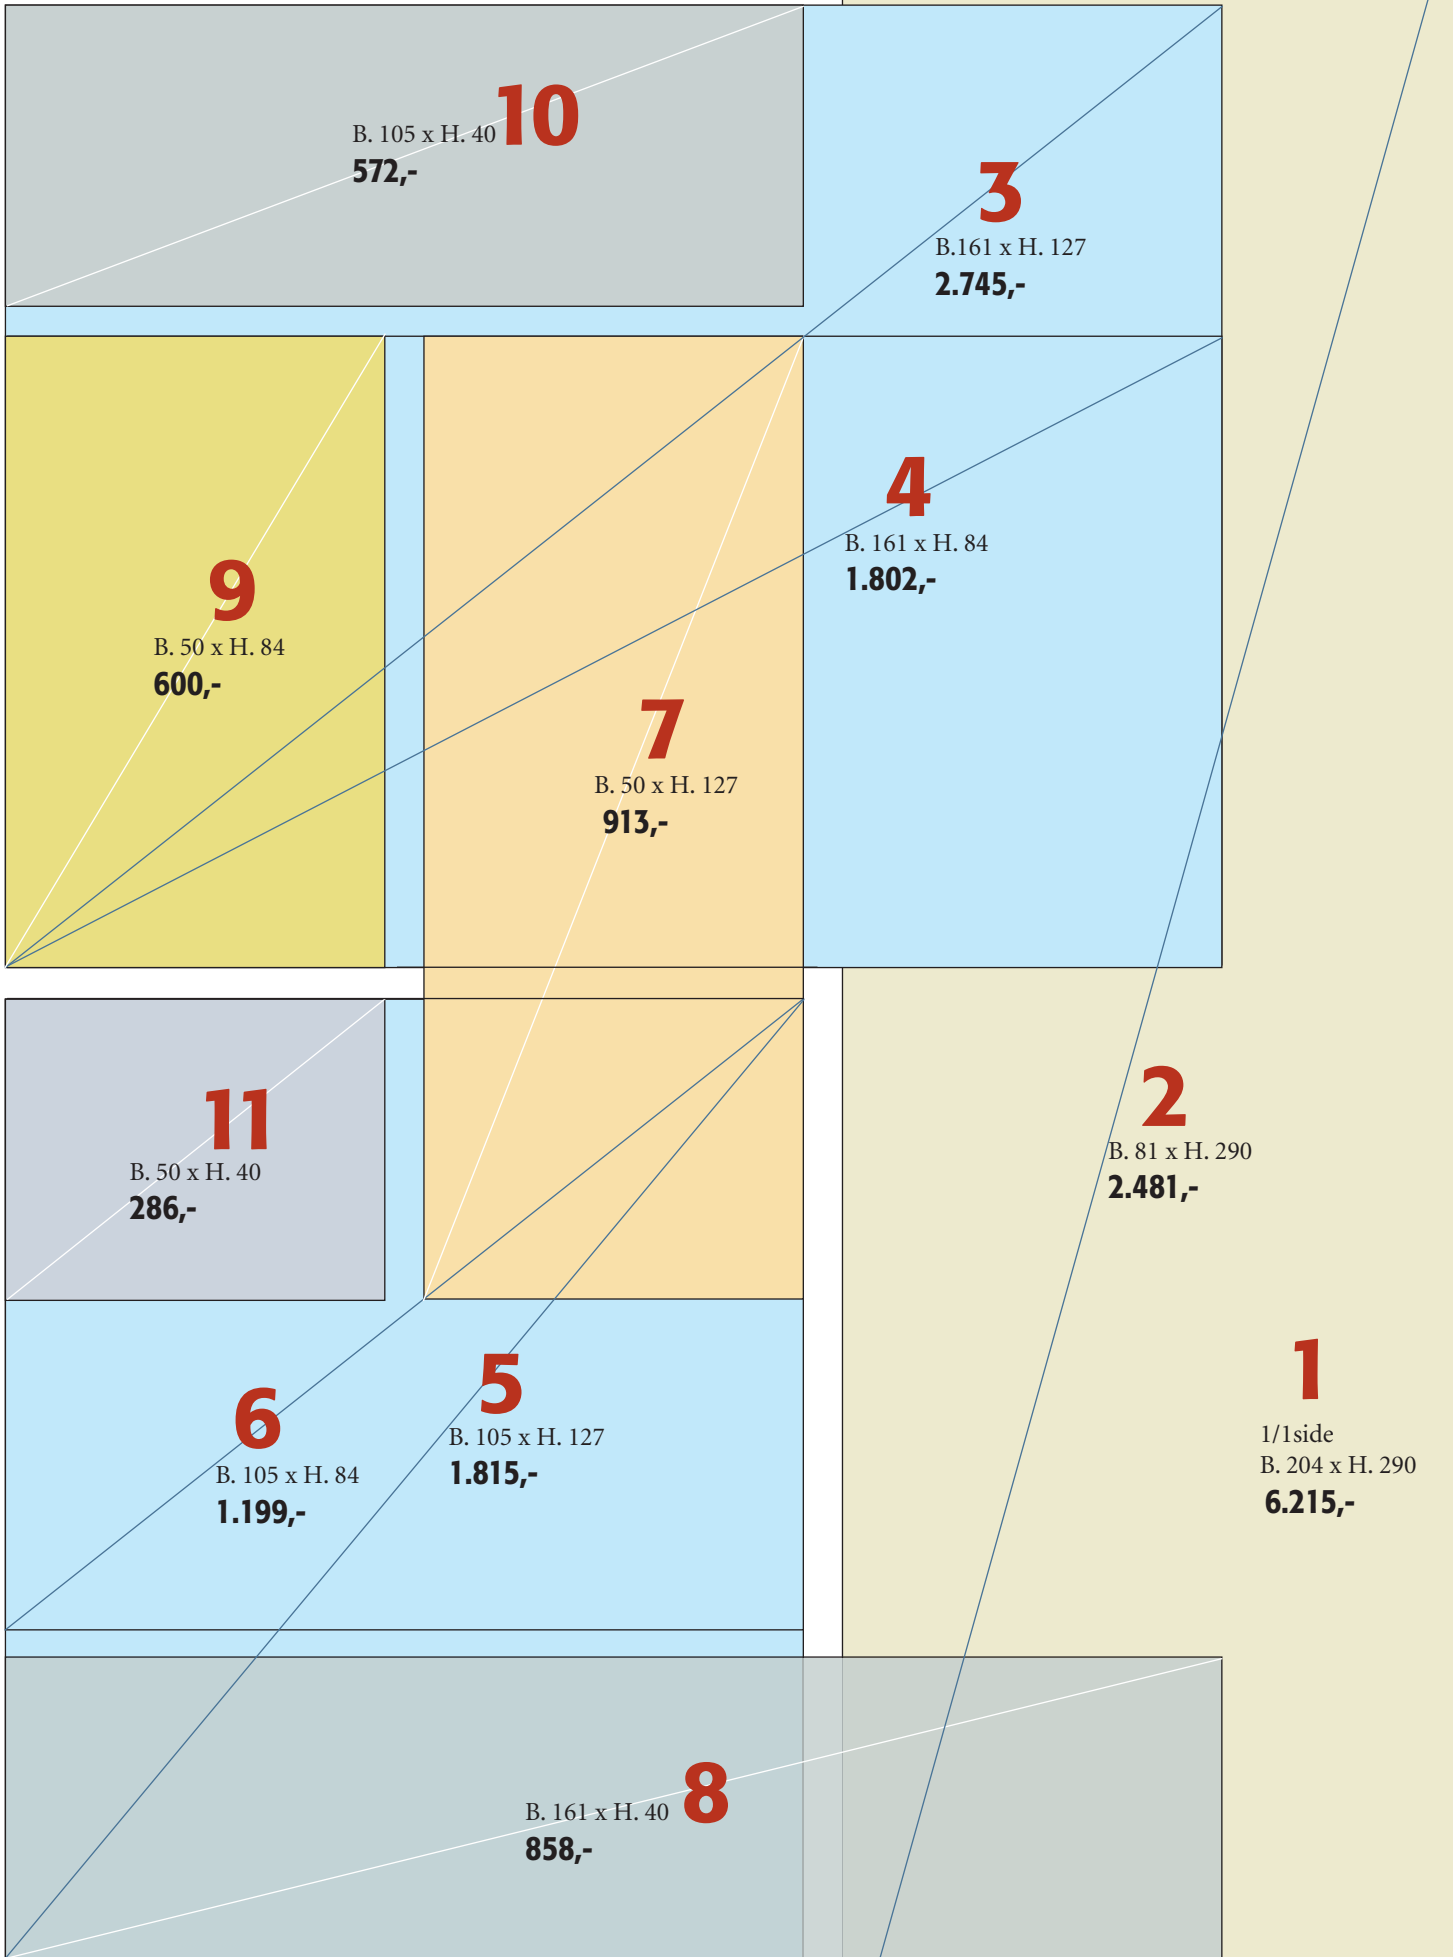 10
B. 105 x H. 40
572,-
3
B.161 x H. 127
2.745,-
4
B. 161 x H. 84
1.802,-
9
B. 50 x H. 84
600,-
7
B. 50 x H. 127
913,-
11
B. 50 x H. 40
286,-
2
B. 81 x H. 290
2.481,-
1
1/1side
B. 204 x H. 290
6.215,-
5
B. 105 x H. 127
1.815,-
6
B. 105 x H. 84
1.199,-
8
B. 161 x H. 40
858,-